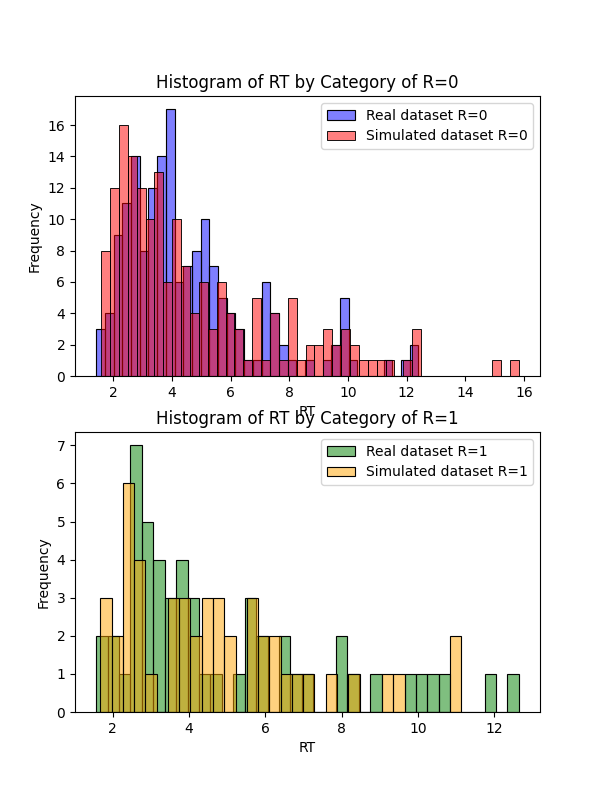 Histogram of RT by Category of R=0
Real dataset R=0
Simulated dataset R=0
Frequency
16
14
12
10
8
6
4
2
0
2 4 6 8 10 12 14 16
RT
Histogram of RT by Category of R=1
Real dataset R=1
Simulated dataset R=1
Frequency
7
6
5
4
3
2
1
0
2 4 6 8 10 12
RT